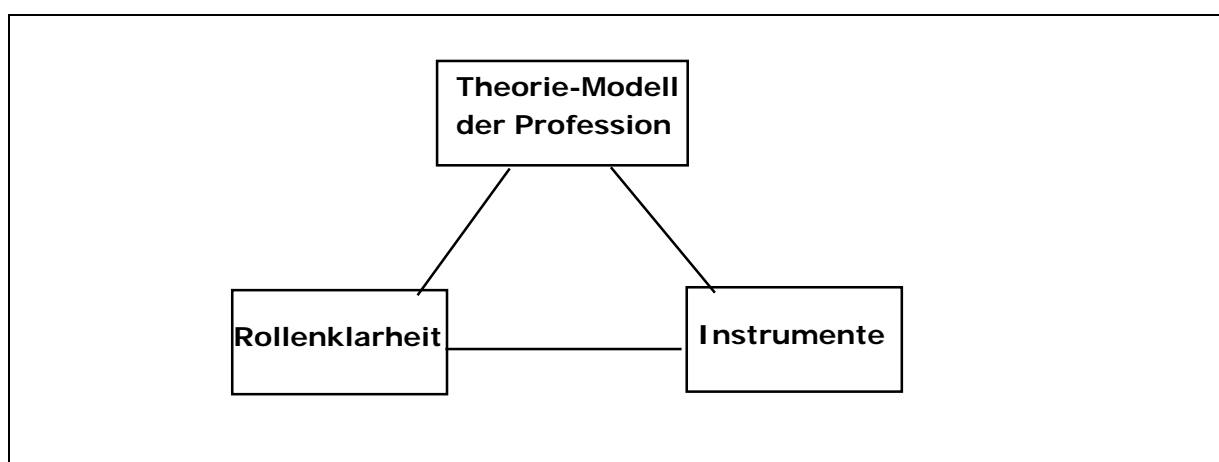 Theorie-Modell
der Profession
Rollenklarheit
Instrumente